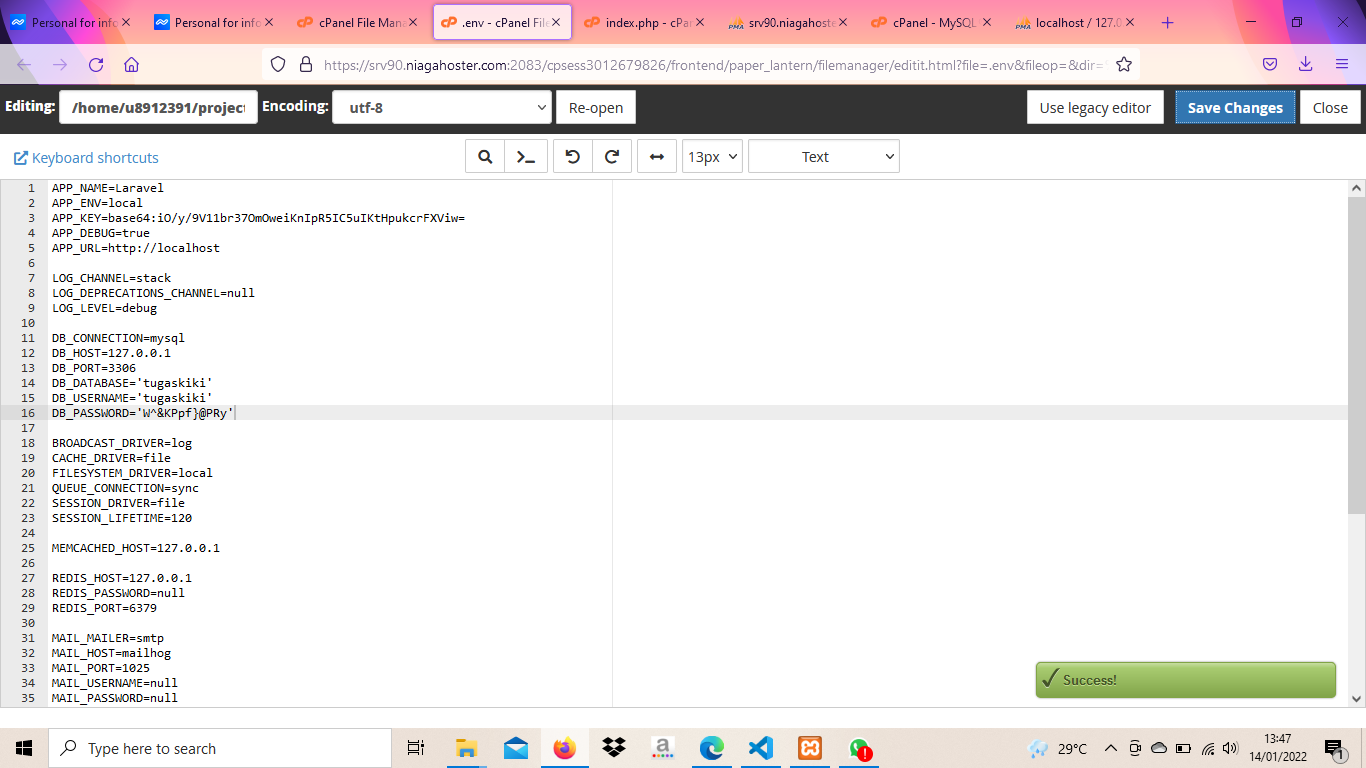 Personal for info
Personal for info
cPanel File Mana
.env - cPanel File
index.php - cPan
srv90.niagahoste
cPanel - MySQL
localhost / 127.0
https://srv90.niagahoster.com:2083/cpsess3012679826/frontend/paper_lantern/filemanager/editit.html?file=.env&fileop=&dir=
Editing: /home/u8912391/project Encoding: utf-8 Re-open Use legacy editor Save Changes Close
Keyboard shortcuts 13px Text
1 APP_NAME=Laravel
2 APP_ENV=local
3 APP_KEY=base64:iO/y/9V11br37OmOweiKnIpR5IC5uIKtHpukcrFXViw=
4 APP_DEBUG=true
5 APP_URL=http://localhost
6
7 LOG_CHANNEL=stack
8 LOG_DEPRECATIONS_CHANNEL=null
9 LOG_LEVEL=debug
10
11 DB_CONNECTION=mysql
12 DB_HOST=127.0.0.1
13 DB_PORT=3306
14 DB_DATABASE='tugaskiki'
15 DB_USERNAME='tugaskiki'
16 DB_PASSWORD='W^&KPpf}@PRy'
17
18 BROADCAST_DRIVER=log
19 CACHE_DRIVER=file
20 FILESYSTEM_DRIVER=local
21 QUEUE_CONNECTION=sync
22 SESSION_DRIVER=file
23 SESSION_LIFETIME=120
24
25 MEMCACHED_HOST=127.0.0.1
26
27 REDIS_HOST=127.0.0.1
28 REDIS_PASSWORD=null
29 REDIS_PORT=6379
30
31 MAIL_MAILER=smtp
32 MAIL_HOST=mailhog
33 MAIL_PORT=1025
34 MAIL_USERNAME=null
35 MAIL_PASSWORD=null
Success!
Type here to search
29°C
13:47
14/01/2022
1